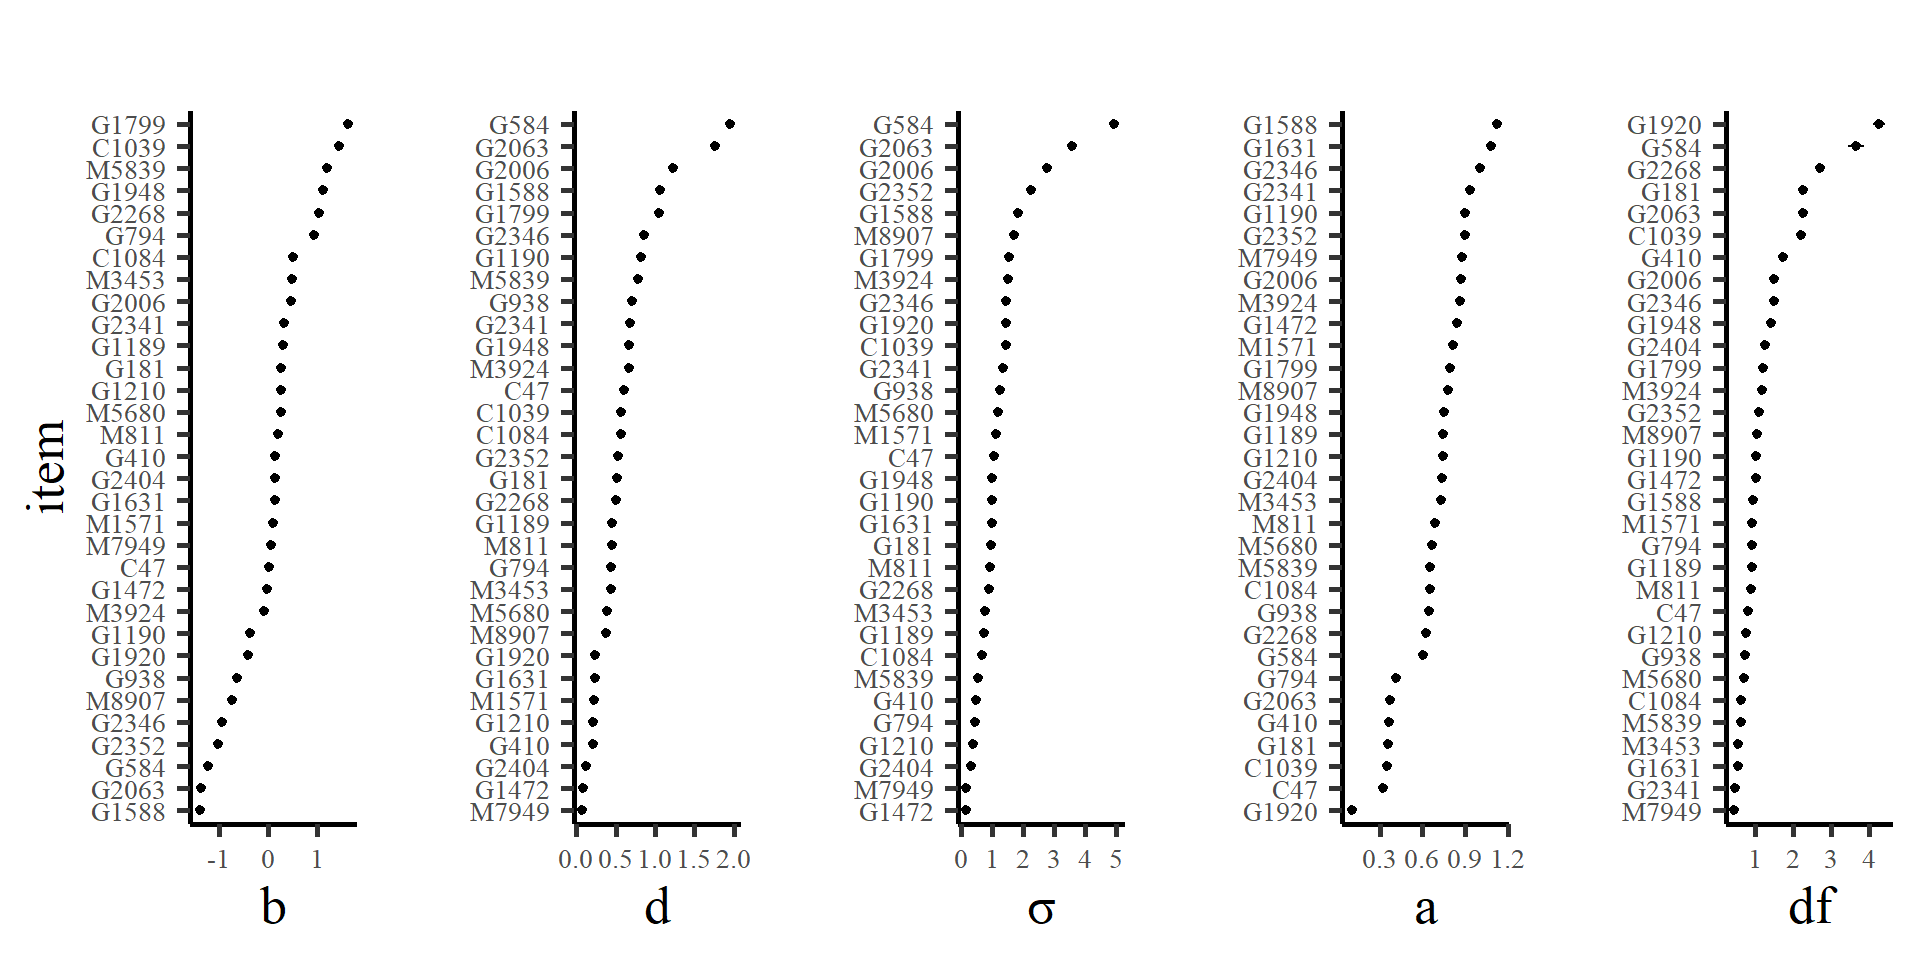 item
G1799
C1039
M5839
G1948
G2268
G794
C1084
M3453
G2006
G2341
G1189
G181
G1210
M5680
M811
G410
G2404
G1631
M1571
M7949
C47
G1472
M3924
G1190
G1920
G938
M8907
G2346
G2352
G584
G2063
G1588
-1 0 1
b
G584
G2063
G2006
G1588
G1799
G2346
G1190
M5839
G938
G2341
G1948
M3924
C47
C1039
C1084
G2352
G181
G2268
G1189
M811
G794
M3453
M5680
M8907
G1920
G1631
M1571
G1210
G410
G2404
G1472
M7949
0.0 0.5 1.0 1.5 2.0
d
G584
G2063
G2006
G2352
G1588
M8907
G1799
M3924
G2346
G1920
C1039
G2341
G938
M5680
M1571
C47
G1948
G1190
G1631
G181
M811
G2268
M3453
G1189
C1084
M5839
G410
G794
G1210
G2404
M7949
G1472
0 1 2 3 4 5
σ
G1588
G1631
G2346
G2341
G1190
G2352
M7949
G2006
M3924
G1472
M1571
G1799
M8907
G1948
G1189
G1210
G2404
M3453
M811
M5680
M5839
C1084
G938
G2268
G584
G794
G2063
G410
G181
C1039
C47
G1920
0.3 0.6 0.9 1.2
a
G1920
G584
G2268
G181
G2063
C1039
G410
G2006
G2346
G1948
G2404
G1799
M3924
G2352
M8907
G1190
G1472
G1588
M1571
G794
G1189
M811
C47
G1210
G938
M5680
C1084
M5839
M3453
G1631
G2341
M7949
1 2 3 4
df